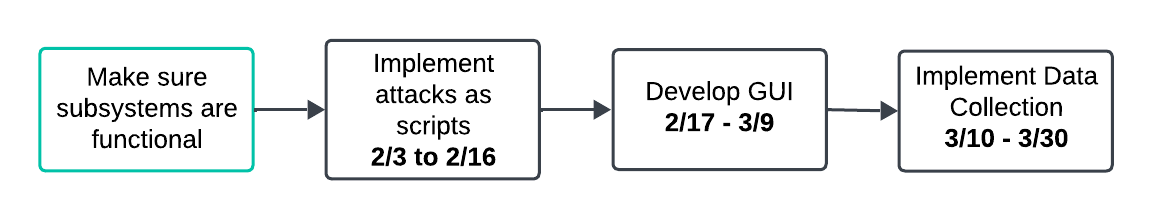 Make sure
subsystems are
functional
Implement
attacks as
scripts
2/3 to 2/16
Develop GUI
2/17 - 3/9
Implement Data
Collection
3/10 - 3/30